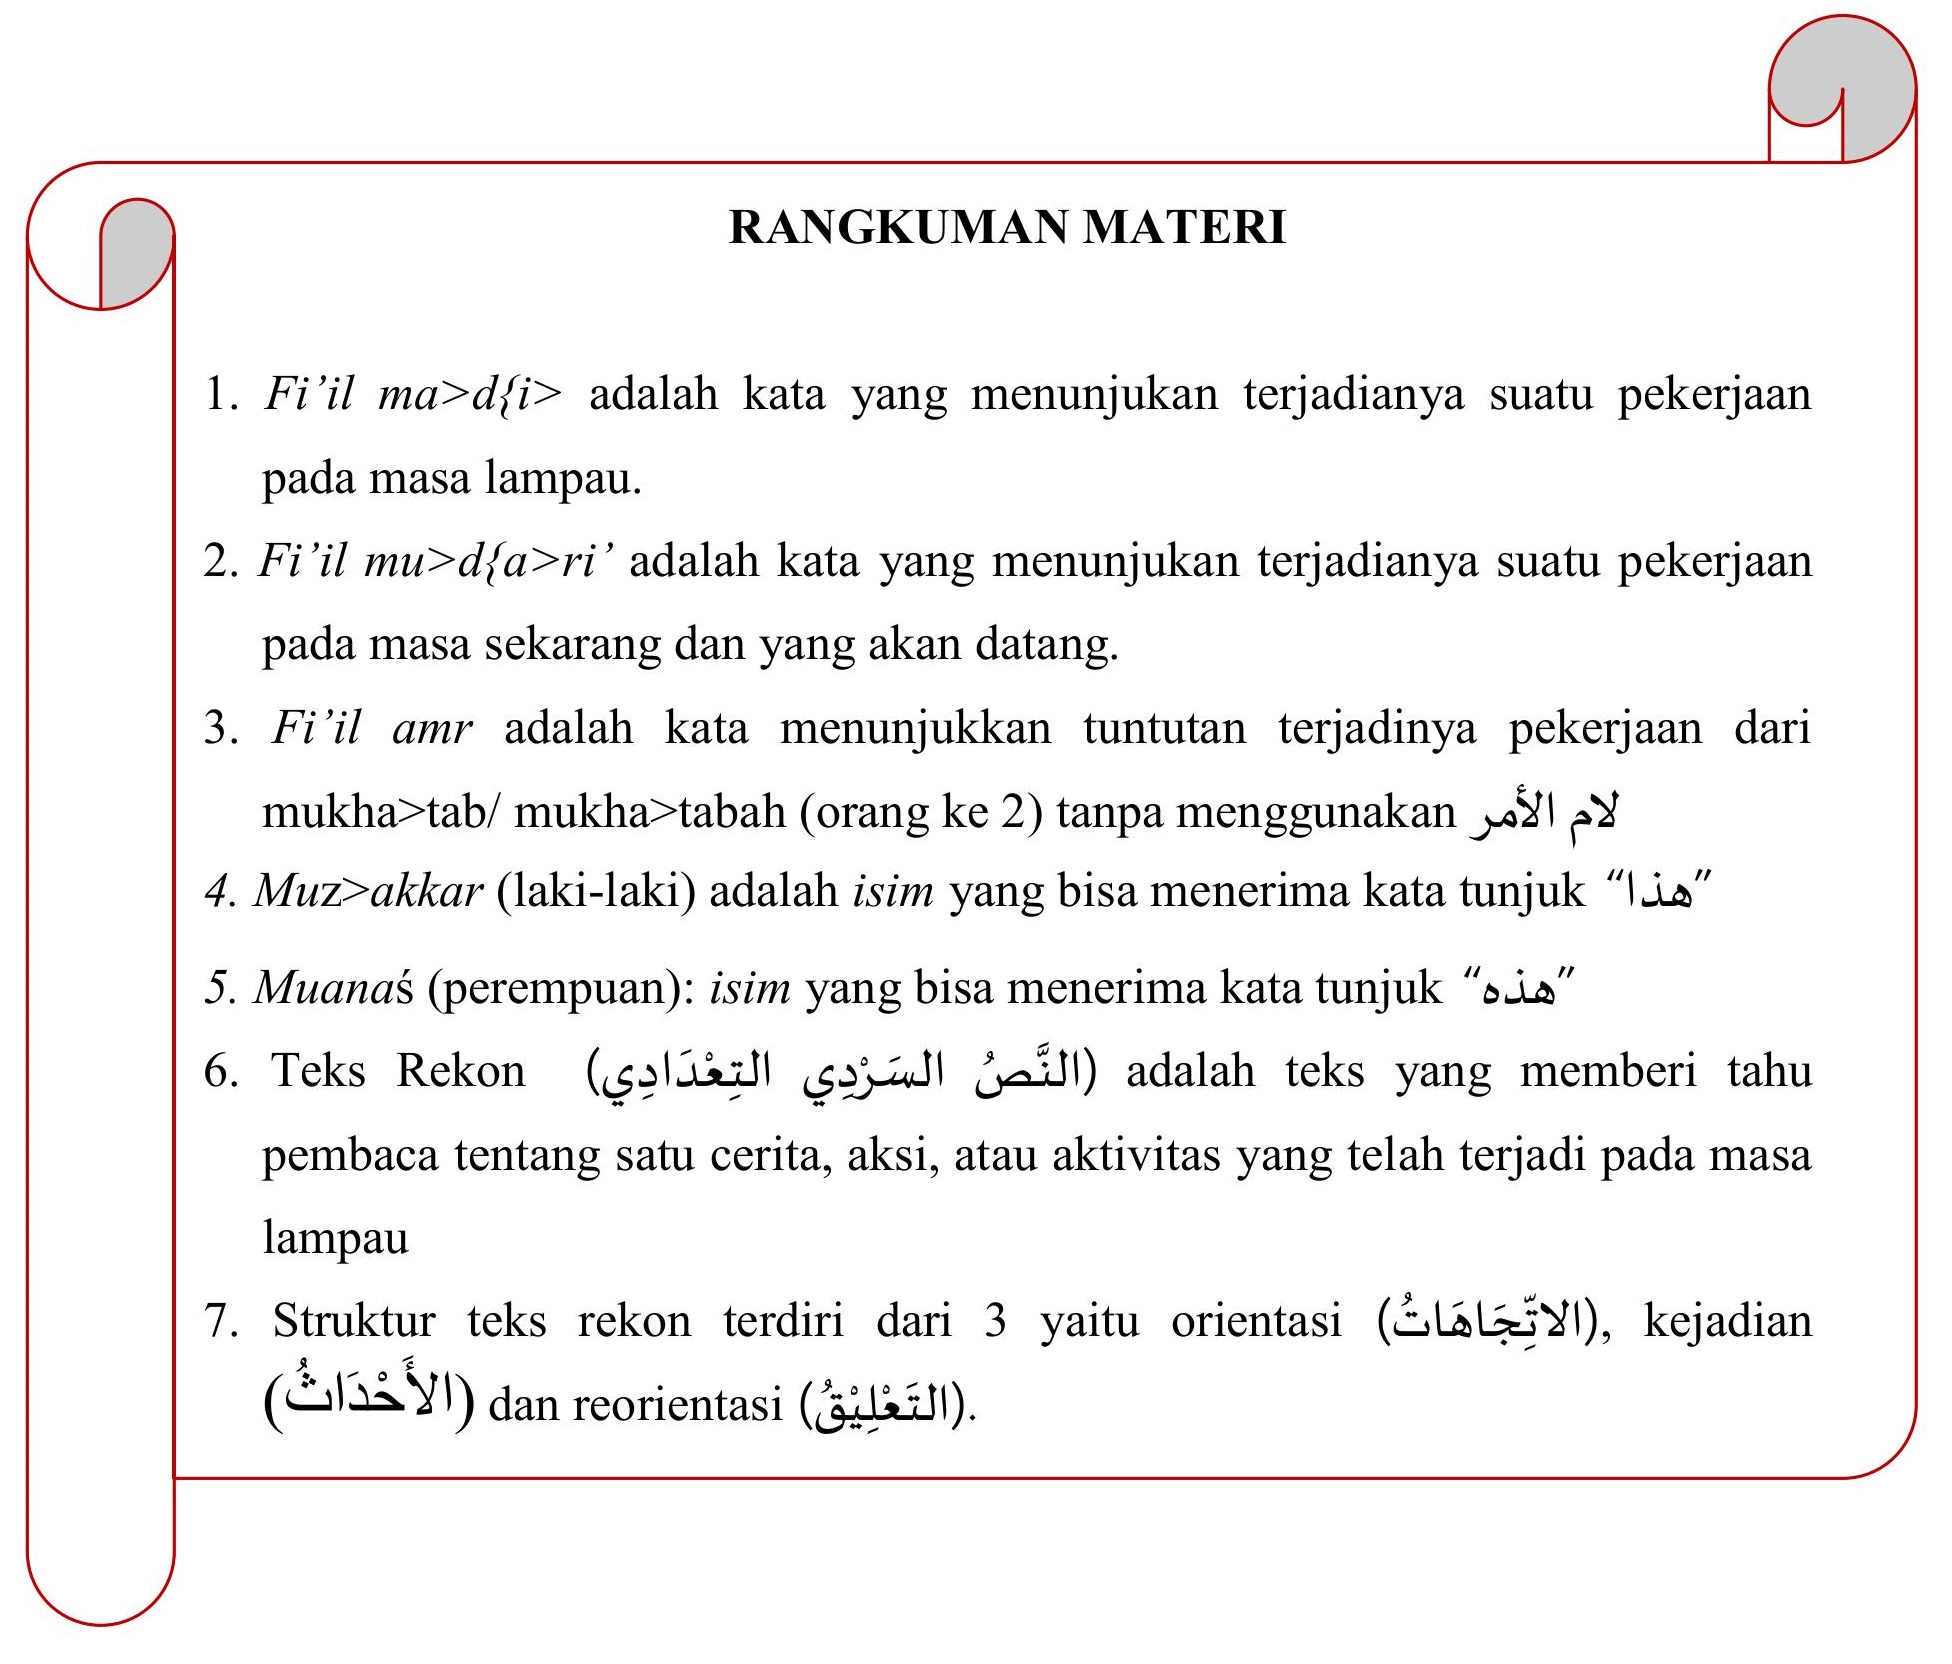 RANGKUMAN MATERI
1. Fi’il ma>d{i> adalah kata yang menunjukan terjadianya suatu pekerjaan
pada masa lampau.
2. Fi’il mu>d{a>ri’ adalah kata yang menunjukan terjadianya suatu pekerjaan
pada masa sekarang dan yang akan datang.
3. Fi’il amr adalah kata menunjukkan tuntutan terjadinya pekerjaan dari
mukha>tab/ mukha>tabah (orang ke 2) tanpa menggunakan لام الأمر
4. Muz>akkar (laki-laki) adalah isim yang bisa menerima kata tunjuk “هذا”
5. Muanaś (perempuan): isim yang bisa menerima kata tunjuk “هذه”
6. Teks Rekon (النَّصُ السَرْدِي التِعْدَادِي) adalah teks yang memberi tahu
pembaca tentang satu cerita, aksi, atau aktivitas yang telah terjadi pada masa
lampau
7. Struktur teks rekon terdiri dari 3 yaitu orientasi (الاتِّجَاهَاتُ), kejadian
(الأَحْدَاثُ) dan reorientasi (التَعْلِيْقُ).